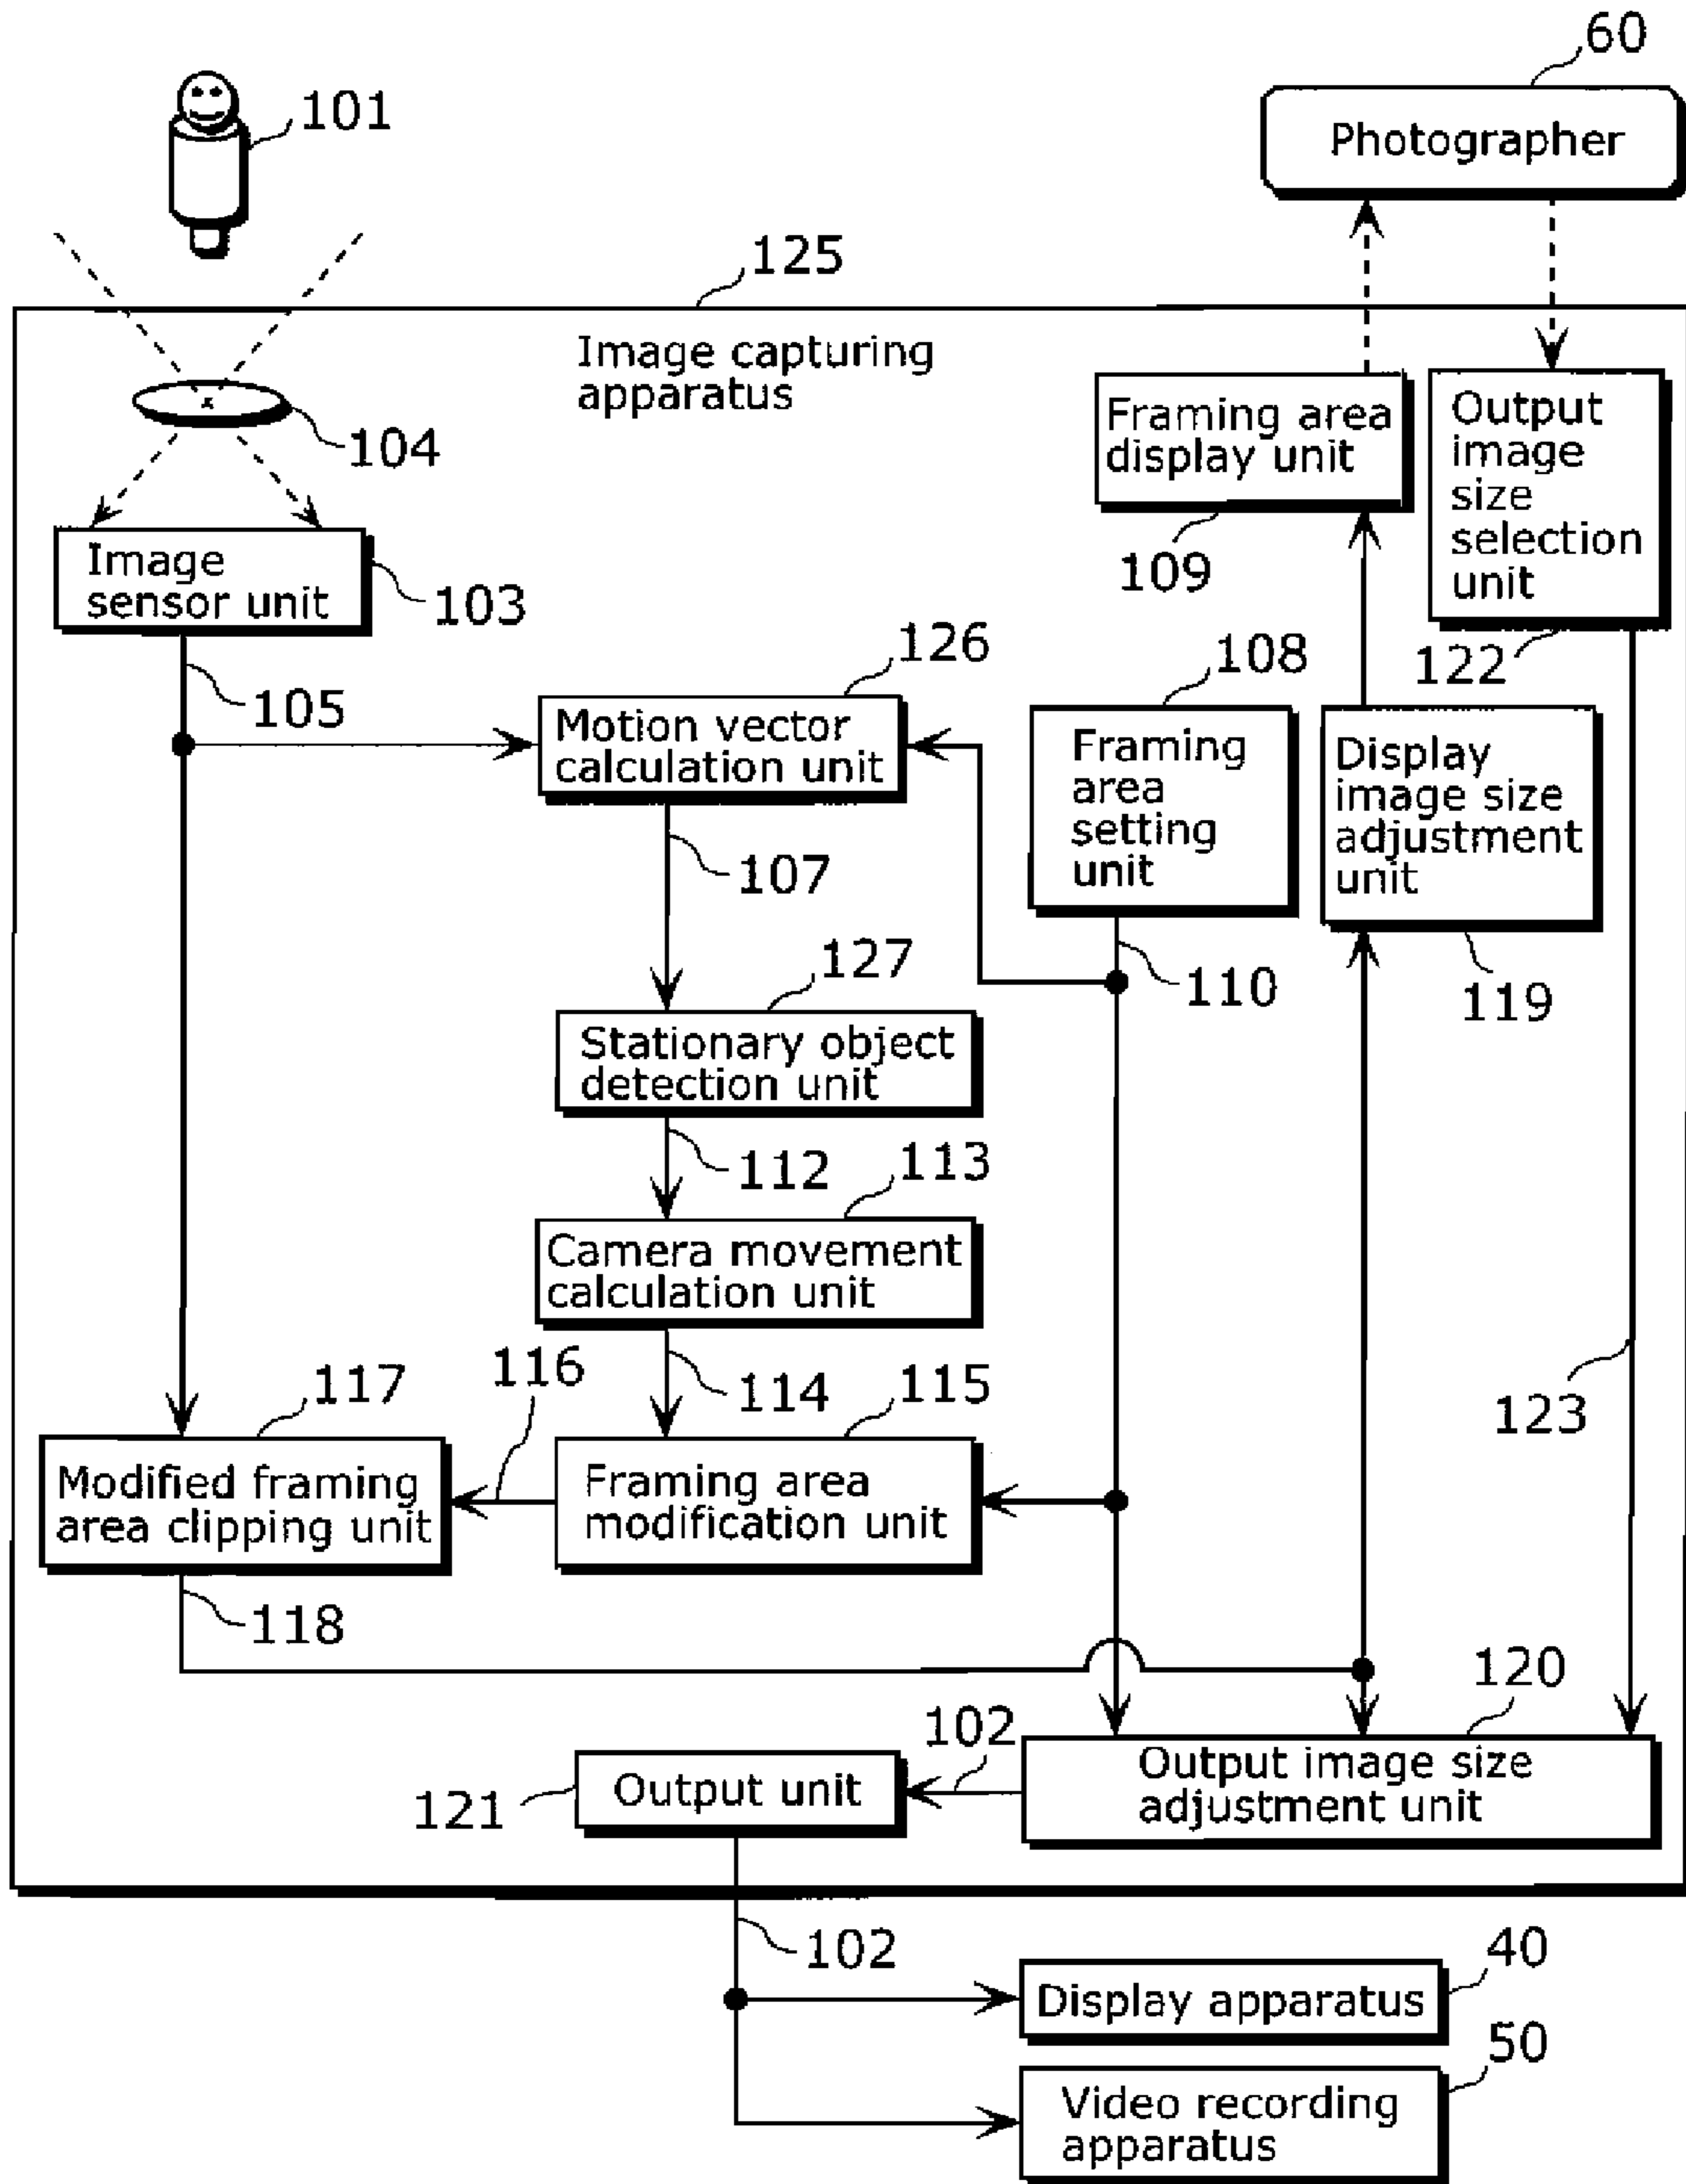 60
101
Photographer
125
Image capturing
apparatus
104
Framing area
display unit
Output
image
size
selection
unit
109
Image
sensor unit
103
126
108
122
105
Motion vector
calculation unit
Framing
area
setting
unit
Display
image size
adjustment
unit
107
127
110
119
Stationary object
detection unit
112
113
Camera movement
calculation unit
117
116
114
115
123
Modified framing
area clipping unit
Framing area
modification unit
118
120
102
Output unit
Output image size
adjustment unit
121
102
40
Display apparatus
50
Video recording
apparatus